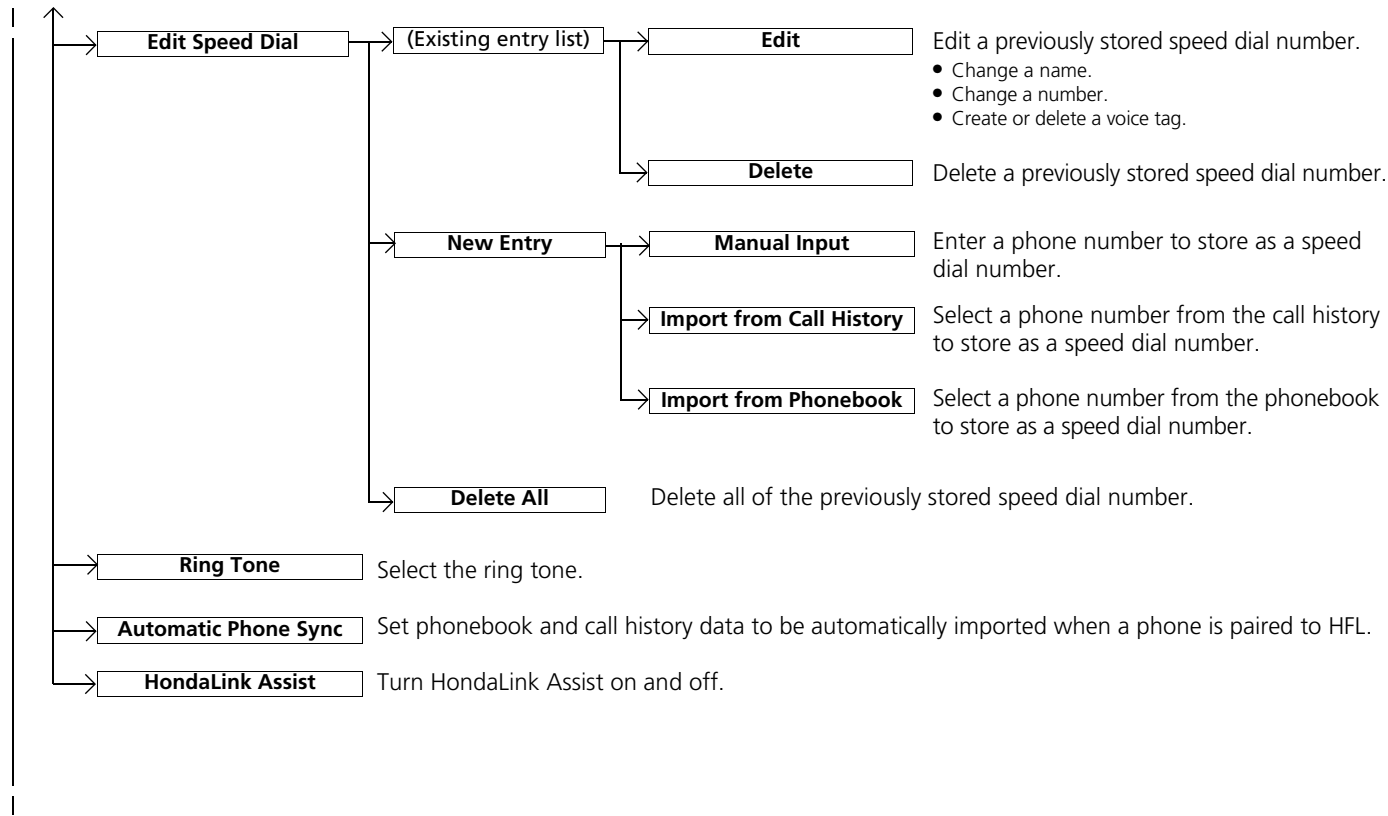 Edit Speed Dial
(Existing entry list)
Edit
Edit a previously stored speed dial number.
• Change a name.
• Change a number.
• Create or delete a voice tag.
Delete
Delete a previously stored speed dial number.
New Entry
Manual Input
Enter a phone number to store as a speed
dial number.
Import from Call History
Select a phone number from the call history
to store as a speed dial number.
Import from Phonebook
Select a phone number from the phonebook
to store as a speed dial number.
Delete All
Delete all of the previously stored speed dial number.
Ring Tone
Select the ring tone.
Automatic Phone Sync
Set phonebook and call history data to be automatically imported when a phone is paired to HFL.
HondaLink Assist
Turn HondaLink Assist on and off.